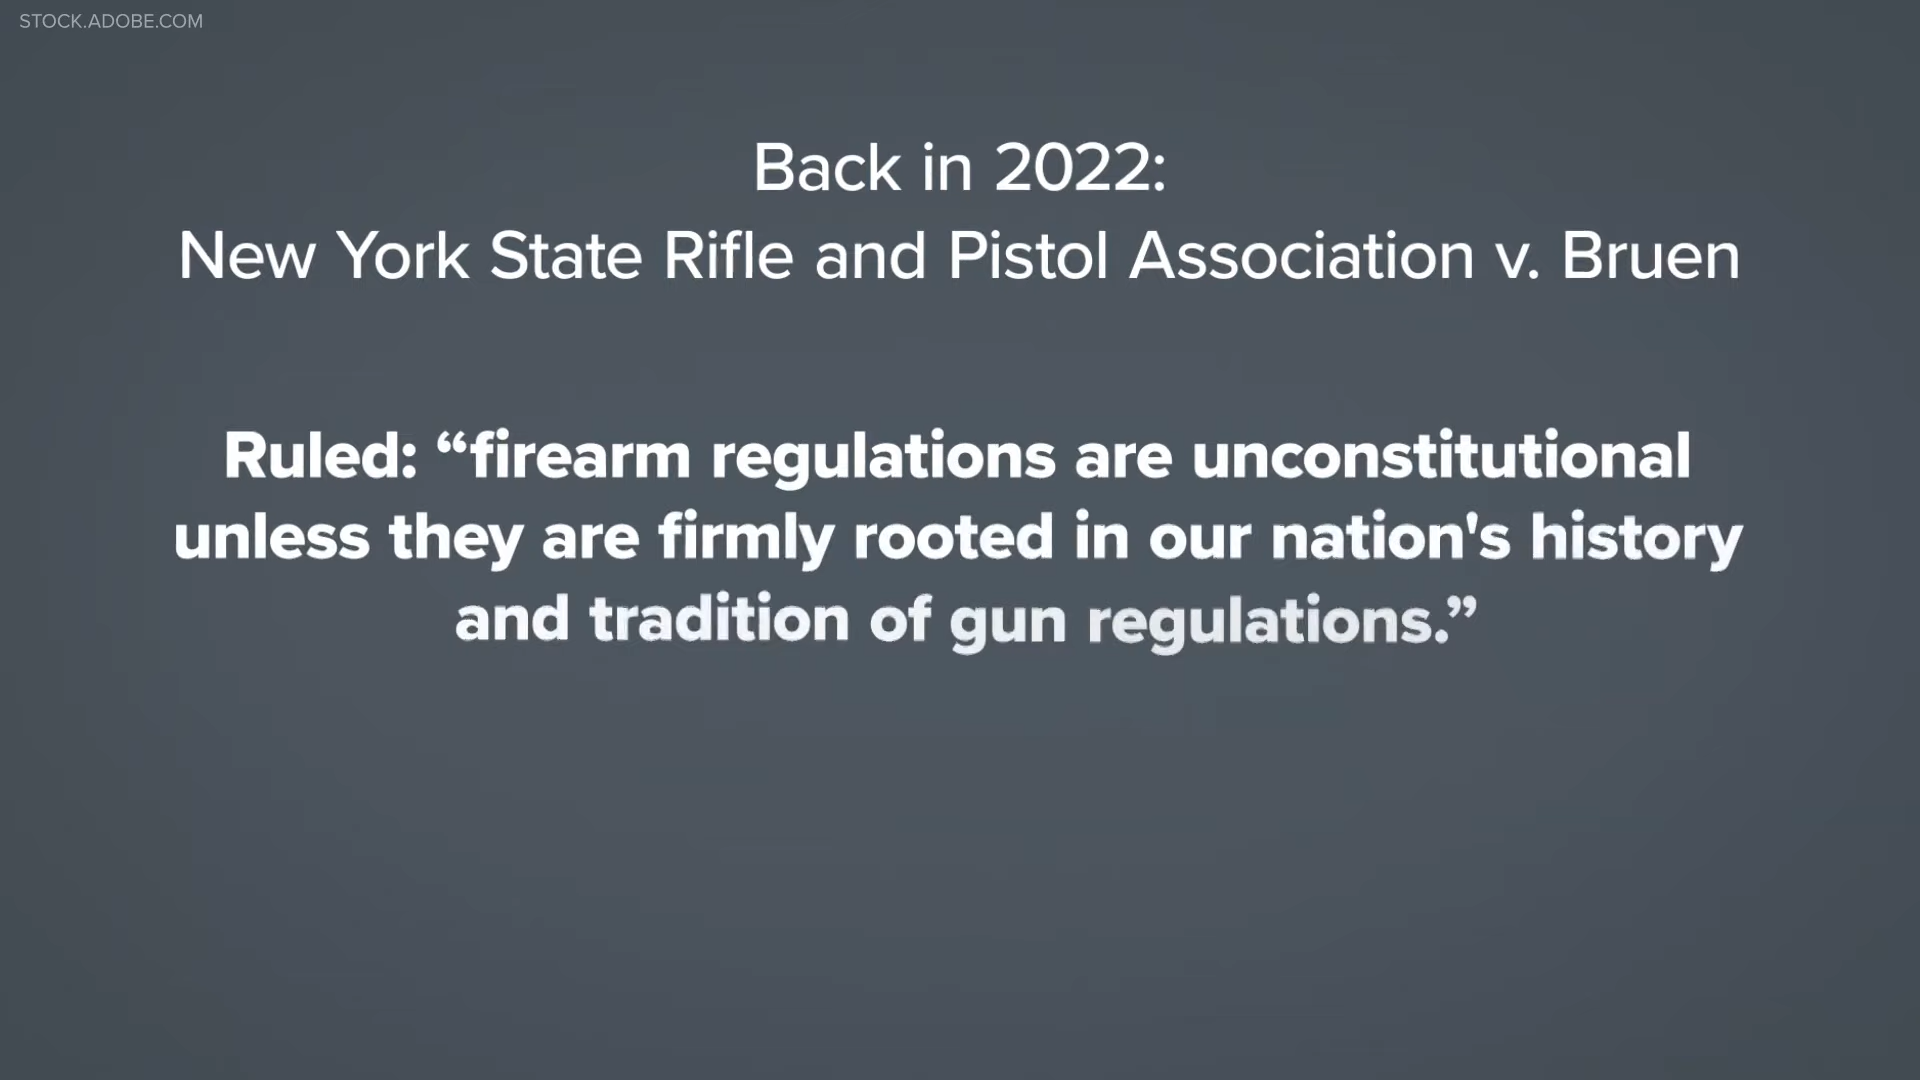 STOCK.ADOBE.COM
Back in 2022:
New York State Rifle and Pistol Association v. Bruen
Ruled: “firearm regulations are unconstitutional
unless they are firmly rooted in our nation's history
and tradition of gun regulations.”